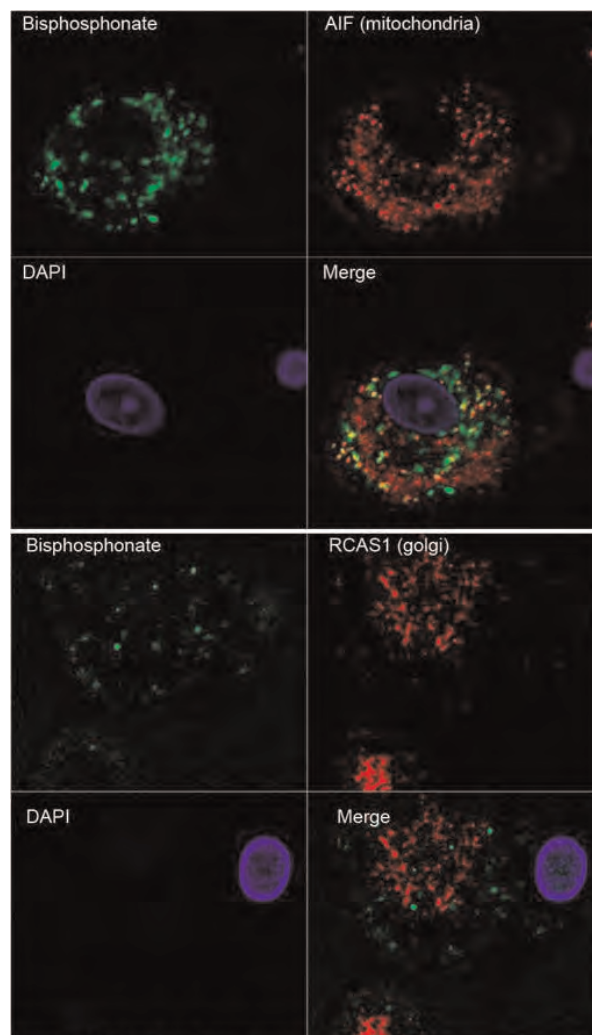 Bisphosphonate
AIF (mitochondria)
DAPI
Merge
Bisphosphonate
RCAS1 (golgi)
DAPI
Merge